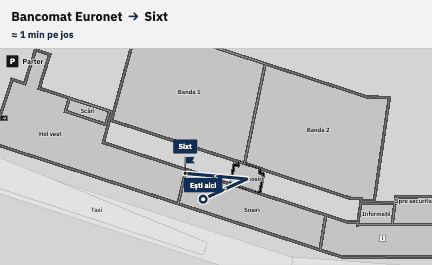 Bancomat Euronet → Sixt
≈ 1 min pe jos
P Parter
Scări
Banda 1
Banda 2
Hol vest
Sixt
Ești aici
Sosiri
Taxi
Informații
Spre securita
i